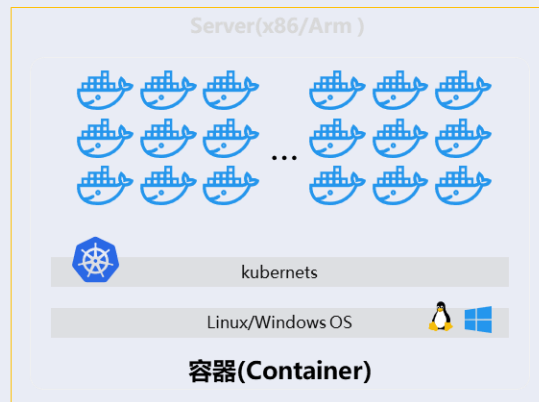 Server(x86/Arm )
...
kubernets
Linux/Windows OS
容器(Container)